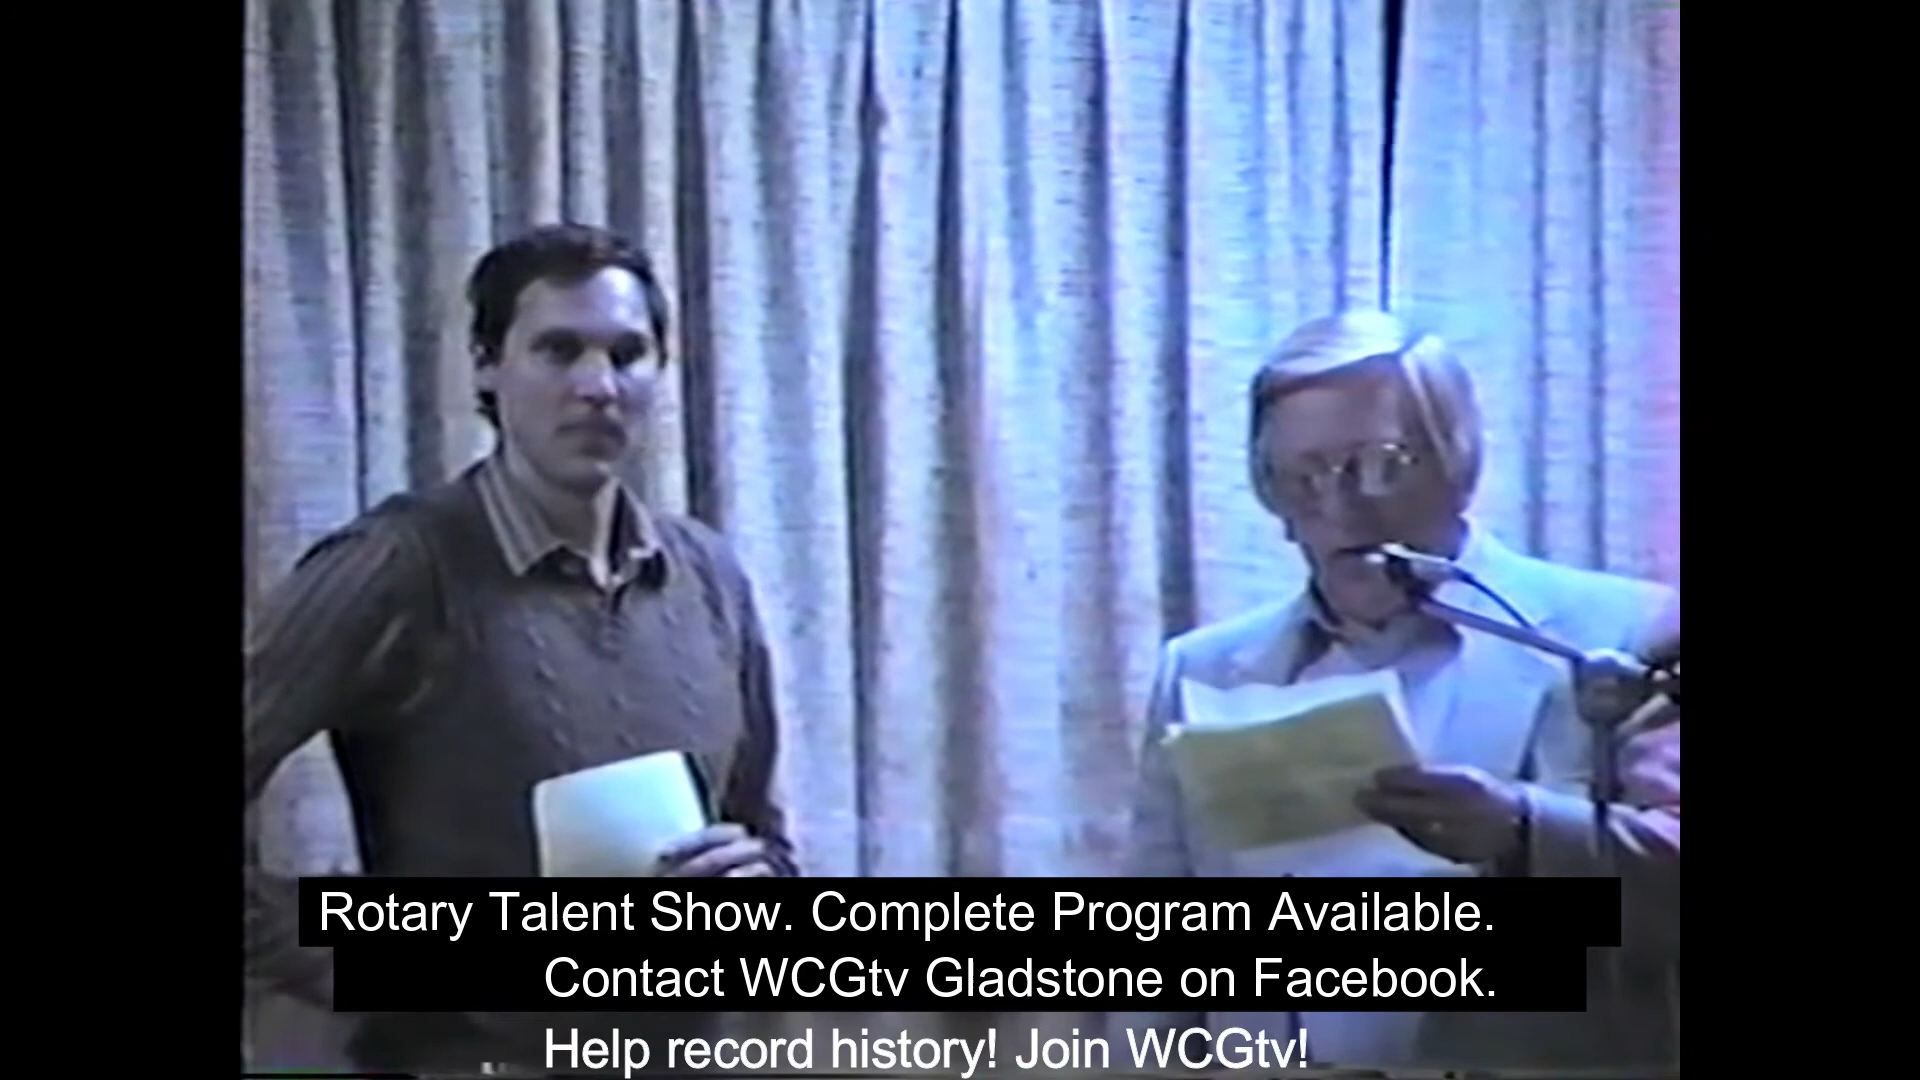 Rotary Talent Show. Complete Program Available.
Contact WCGtv Gladstone on Facebook.
Help record history! Join WCGtv!